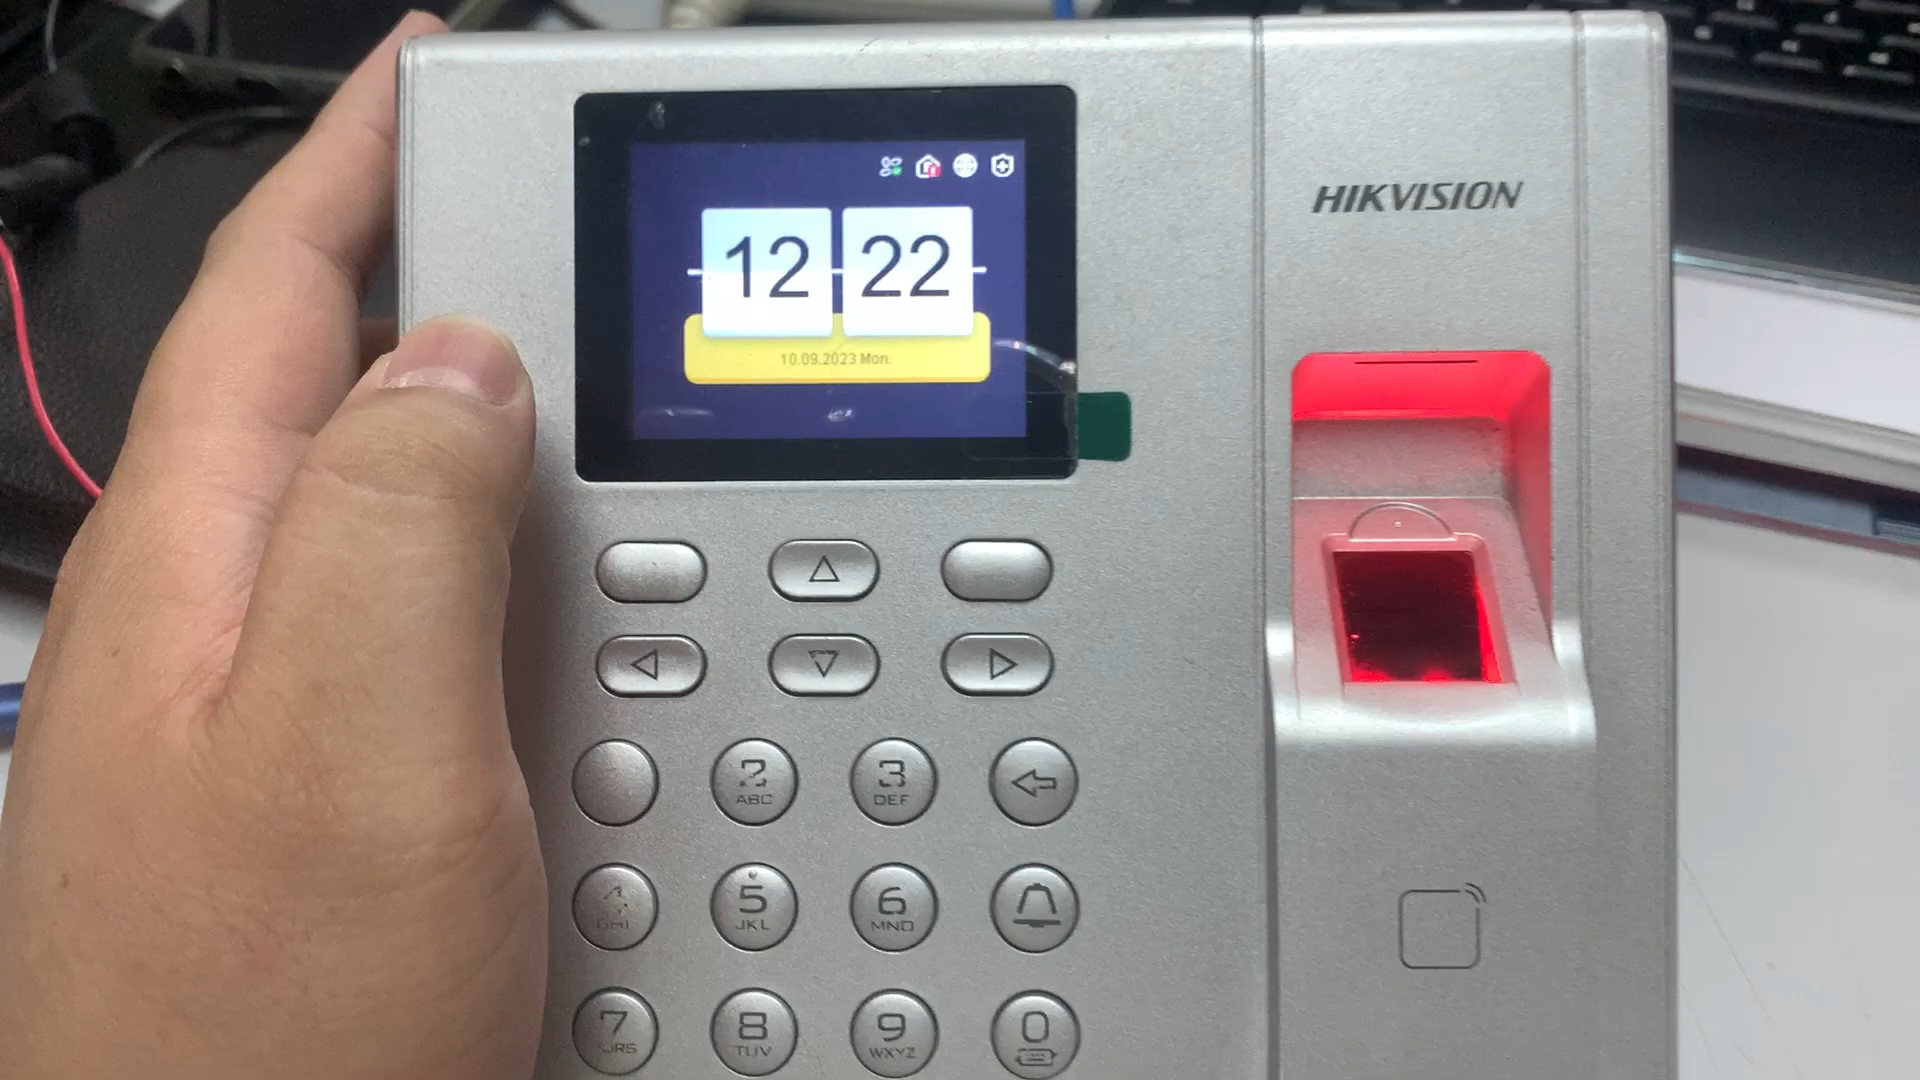 HIKVISION
12 22
10.09.2023 Mon.
2 3
ABC DEF
5 6
JKL MNO
7 8 9 0
TUV WXYZ